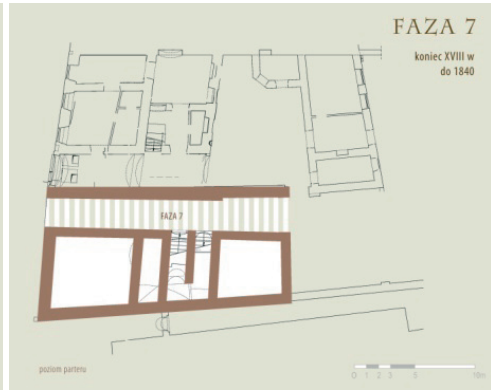 FAZA 7
koniec XVIII w
do 1840
FAZA 7
poziom parteru
0 1 2 3 5 10m